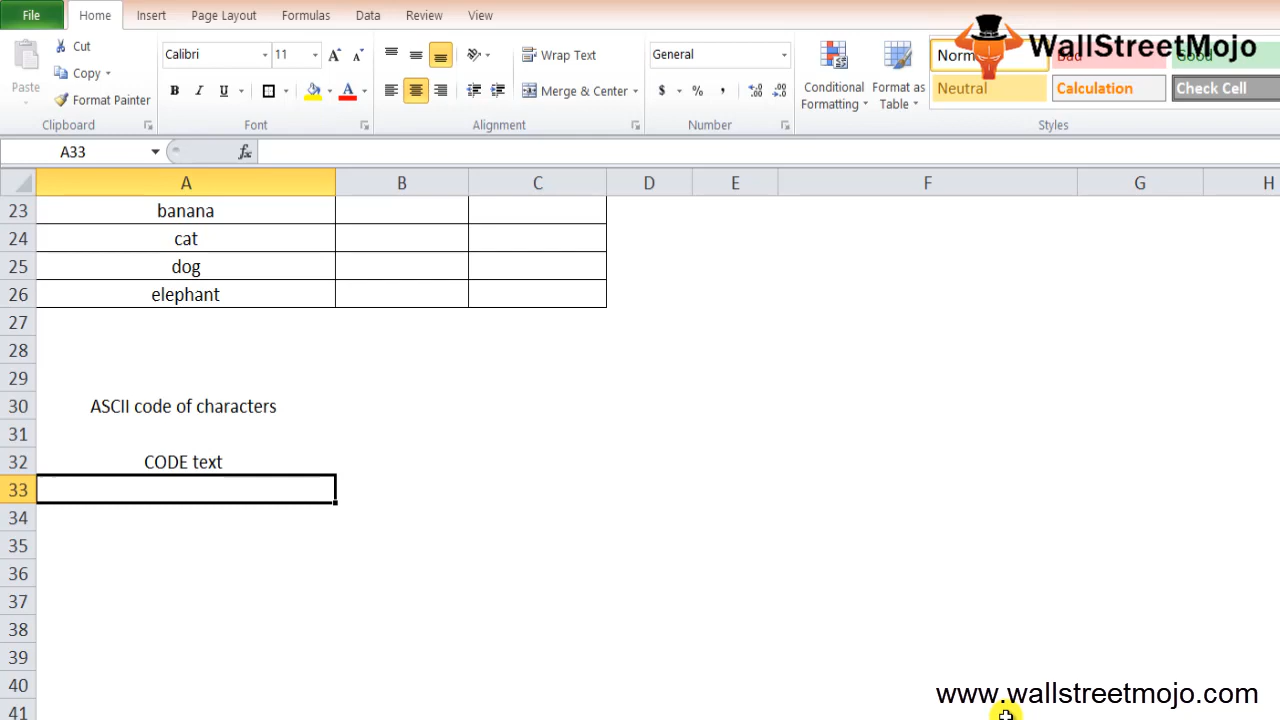 File Home Insert Page Layout Formulas Data Review View
Paste
Cut
Copy
Format Painter
Clipboard
Calibri 11 A A
B I U A
Font
Wrap Text
Merge & Center
Alignment
General
$ % ,
Number
Conditional Formatting
Format as Table
Normal Bad Good
Neutral Calculation Check Cell
Styles
WallStreetMojo
A33 fx
A B C D E F G H
23 banana
24 cat
25 dog
26 elephant
27
28
29
30 ASCII code of characters
31
32 CODE text
33
34
35
36
37
38
39
40
41
www.wallstreetmojo.com